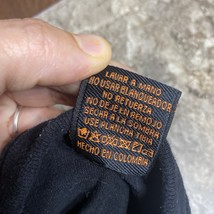 LAVAR A MANO
NO USAR BLANQUEADOR
NO RETUERZA
NO DEJE EN REMOJO
SECAR A LA SOMBRA
USE PLANCHA TIBIA
HECHO EN COLOMBIA